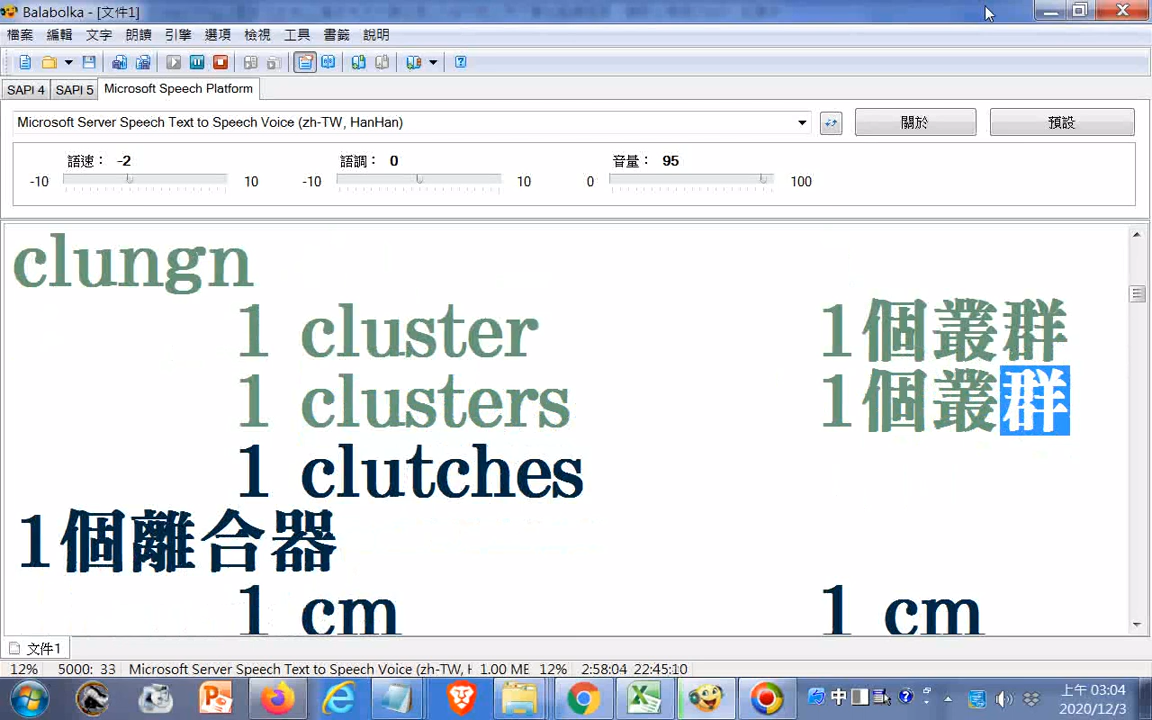 Balabolka - [文件1]
檔案 編輯 文字 朗讀 引擎 選項 檢視 工具 書籤 說明
SAPI 4 SAPI 5 Microsoft Speech Platform
Microsoft Server Speech Text to Speech Voice (zh-TW, HanHan) 關於 預設
語速： -2 語調： 0 音量： 95
-10 10 -10 10 0 100
clungn
1 cluster 1個叢群
1 clusters 1個叢群
1 clutches
1個離合器
1 cm 1 cm
文件1
12% 5000: 33 Microsoft Server Speech Text to Speech Voice (zh-TW, 1.00 ME 12% 2:58:04 22:45:10
中 上午 03:04
2020/12/3